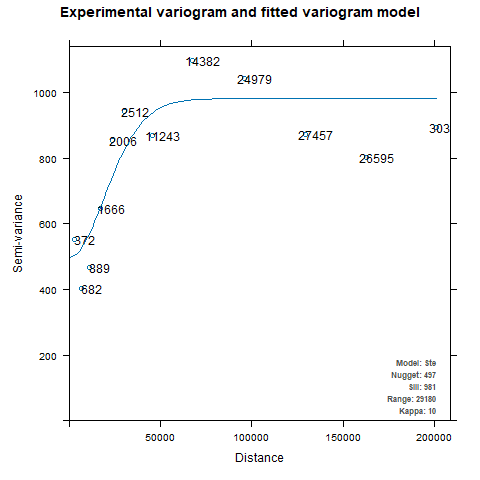 Experimental variogram and fitted variogram model
Semi-variance
1000
800
600
400
200
14382
24979
2512
2006
11243
27457
303
26595
1666
372
889
682
Model: Ste
Nugget: 497
Sill: 981
Range: 29180
Kappa: 10
50000 100000 150000 200000
Distance